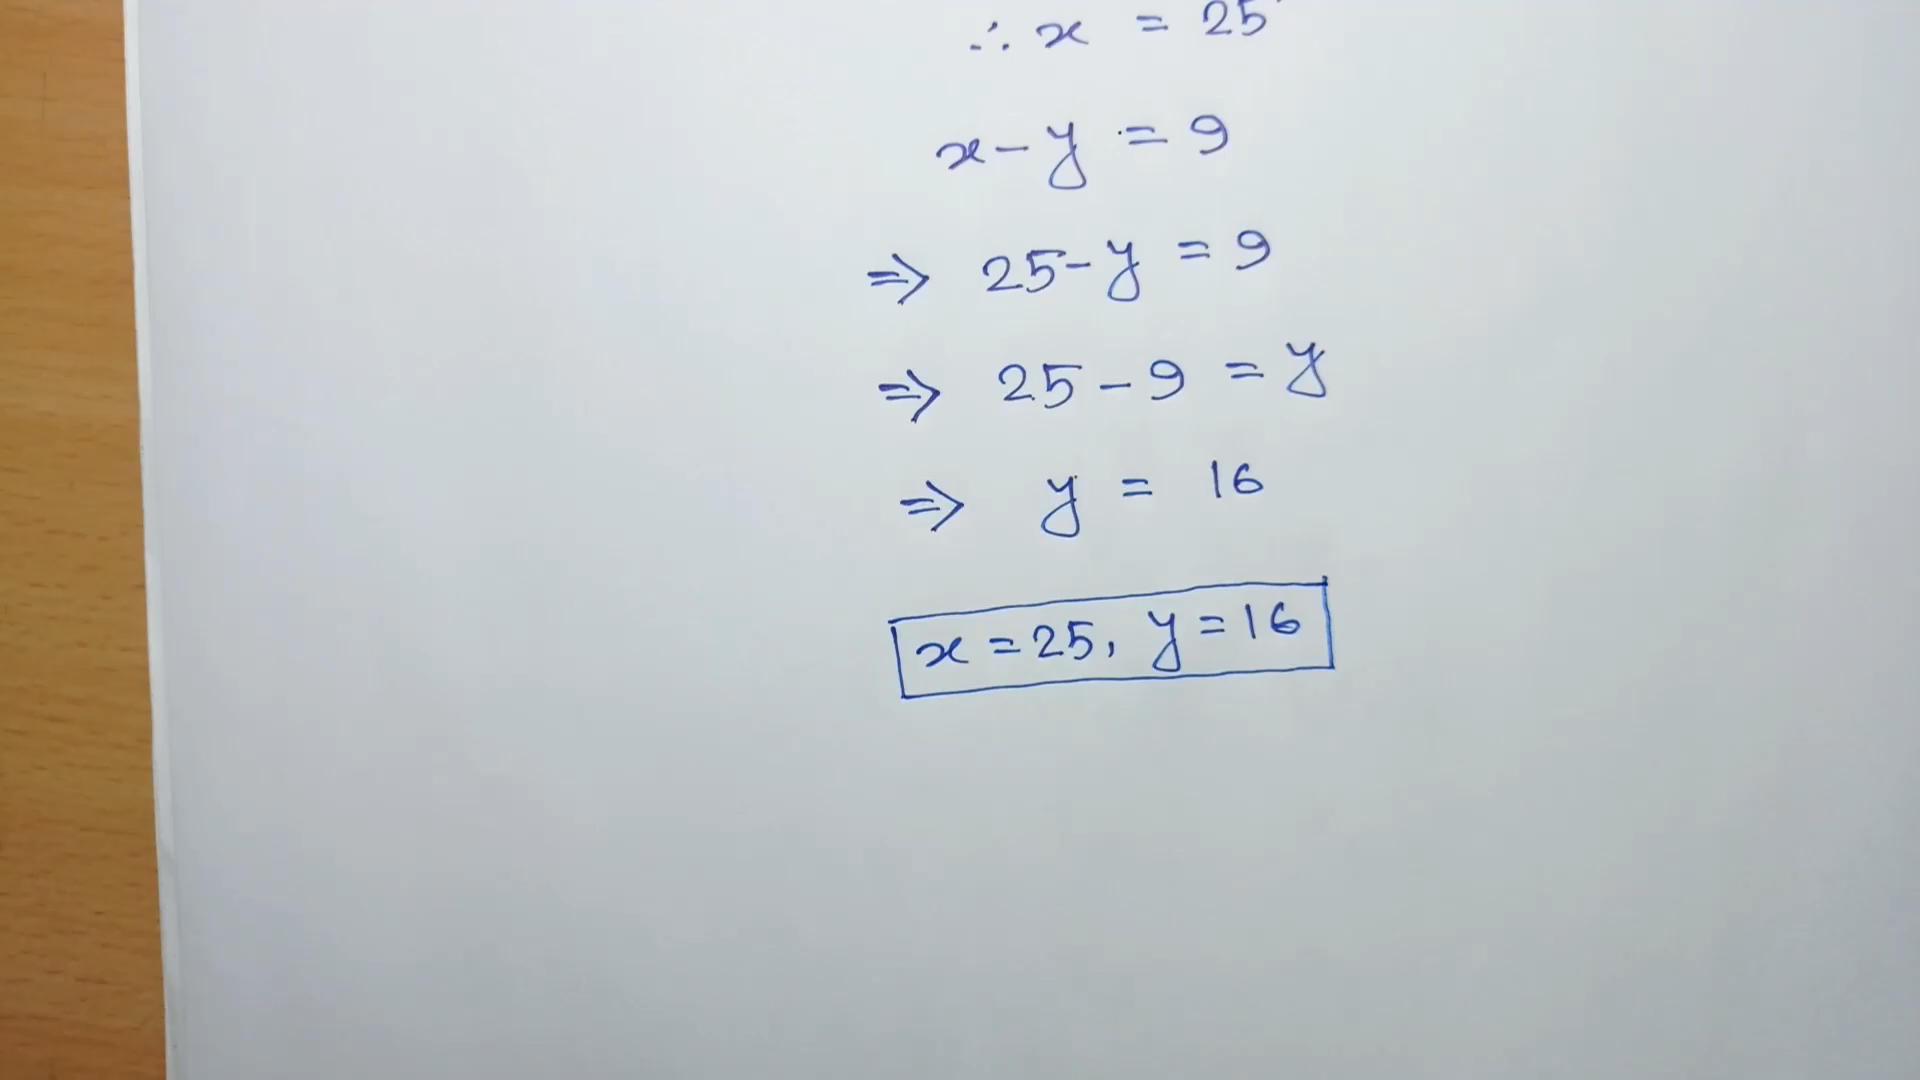 ∴ x = 25
x - y = 9
⇒ 25 - y = 9
⇒ 25 - 9 = y
⇒ y = 16
x = 25, y = 16